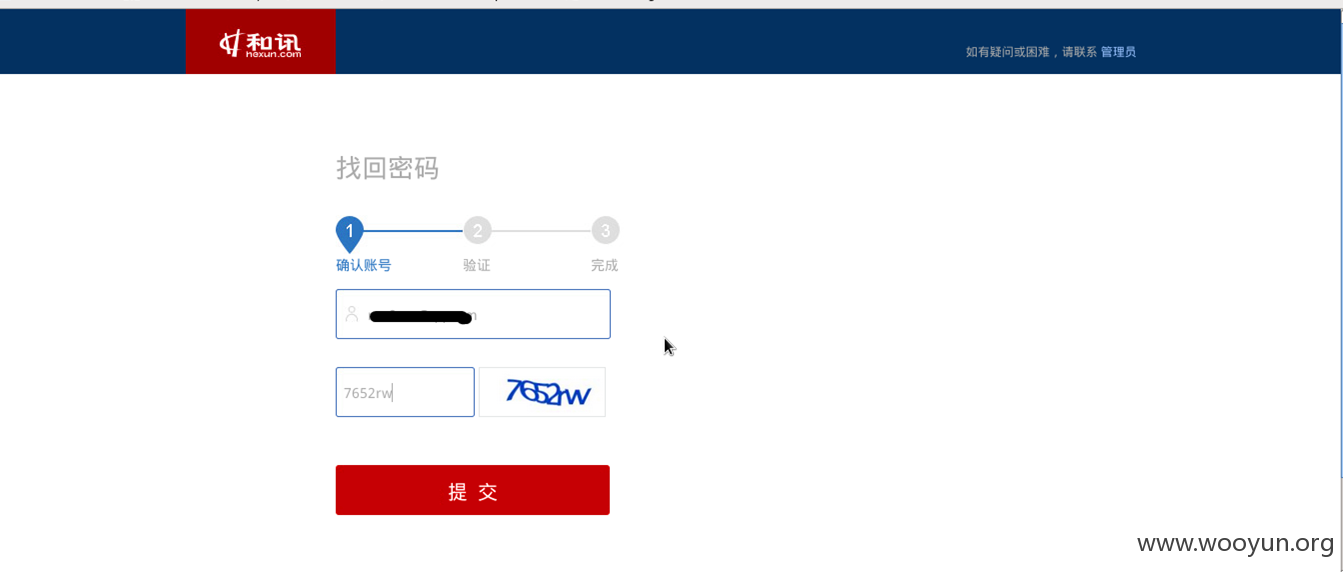 和讯
hexun.com
如有疑问或困难，请联系 管理员
找回密码
1 2 3
确认账号 验证 完成
7652rw 7652rw
提 交
www.wooyun.org